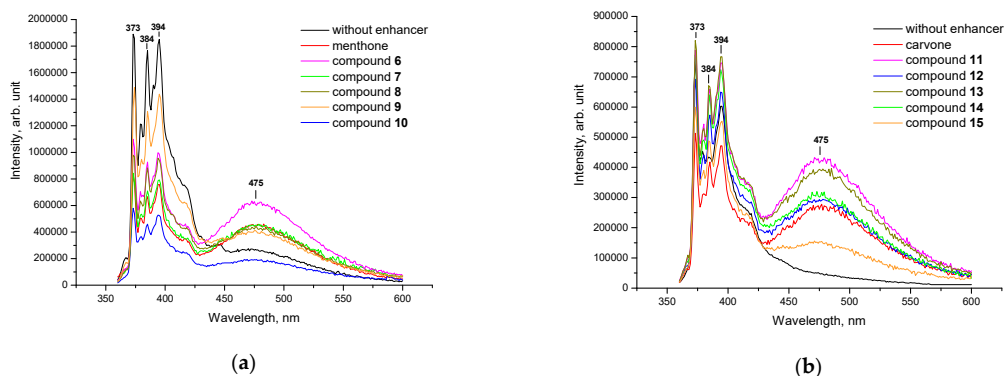 373
384
394
475
without enhancer
menthone
compound 6
compound 7
compound 8
compound 9
compound 10
2000000
1800000
1600000
1400000
1200000
1000000
800000
600000
400000
200000
0
Intensity, arb. unit
350
400
450
500
550
600
Wavelength, nm
(a)
373
384
394
475
without enhancer
carvone
compound 11
compound 12
compound 13
compound 14
compound 15
900000
800000
700000
600000
500000
400000
300000
200000
100000
0
Intensity, arb. unit
350
400
450
500
550
600
Wavelength, nm
(b)